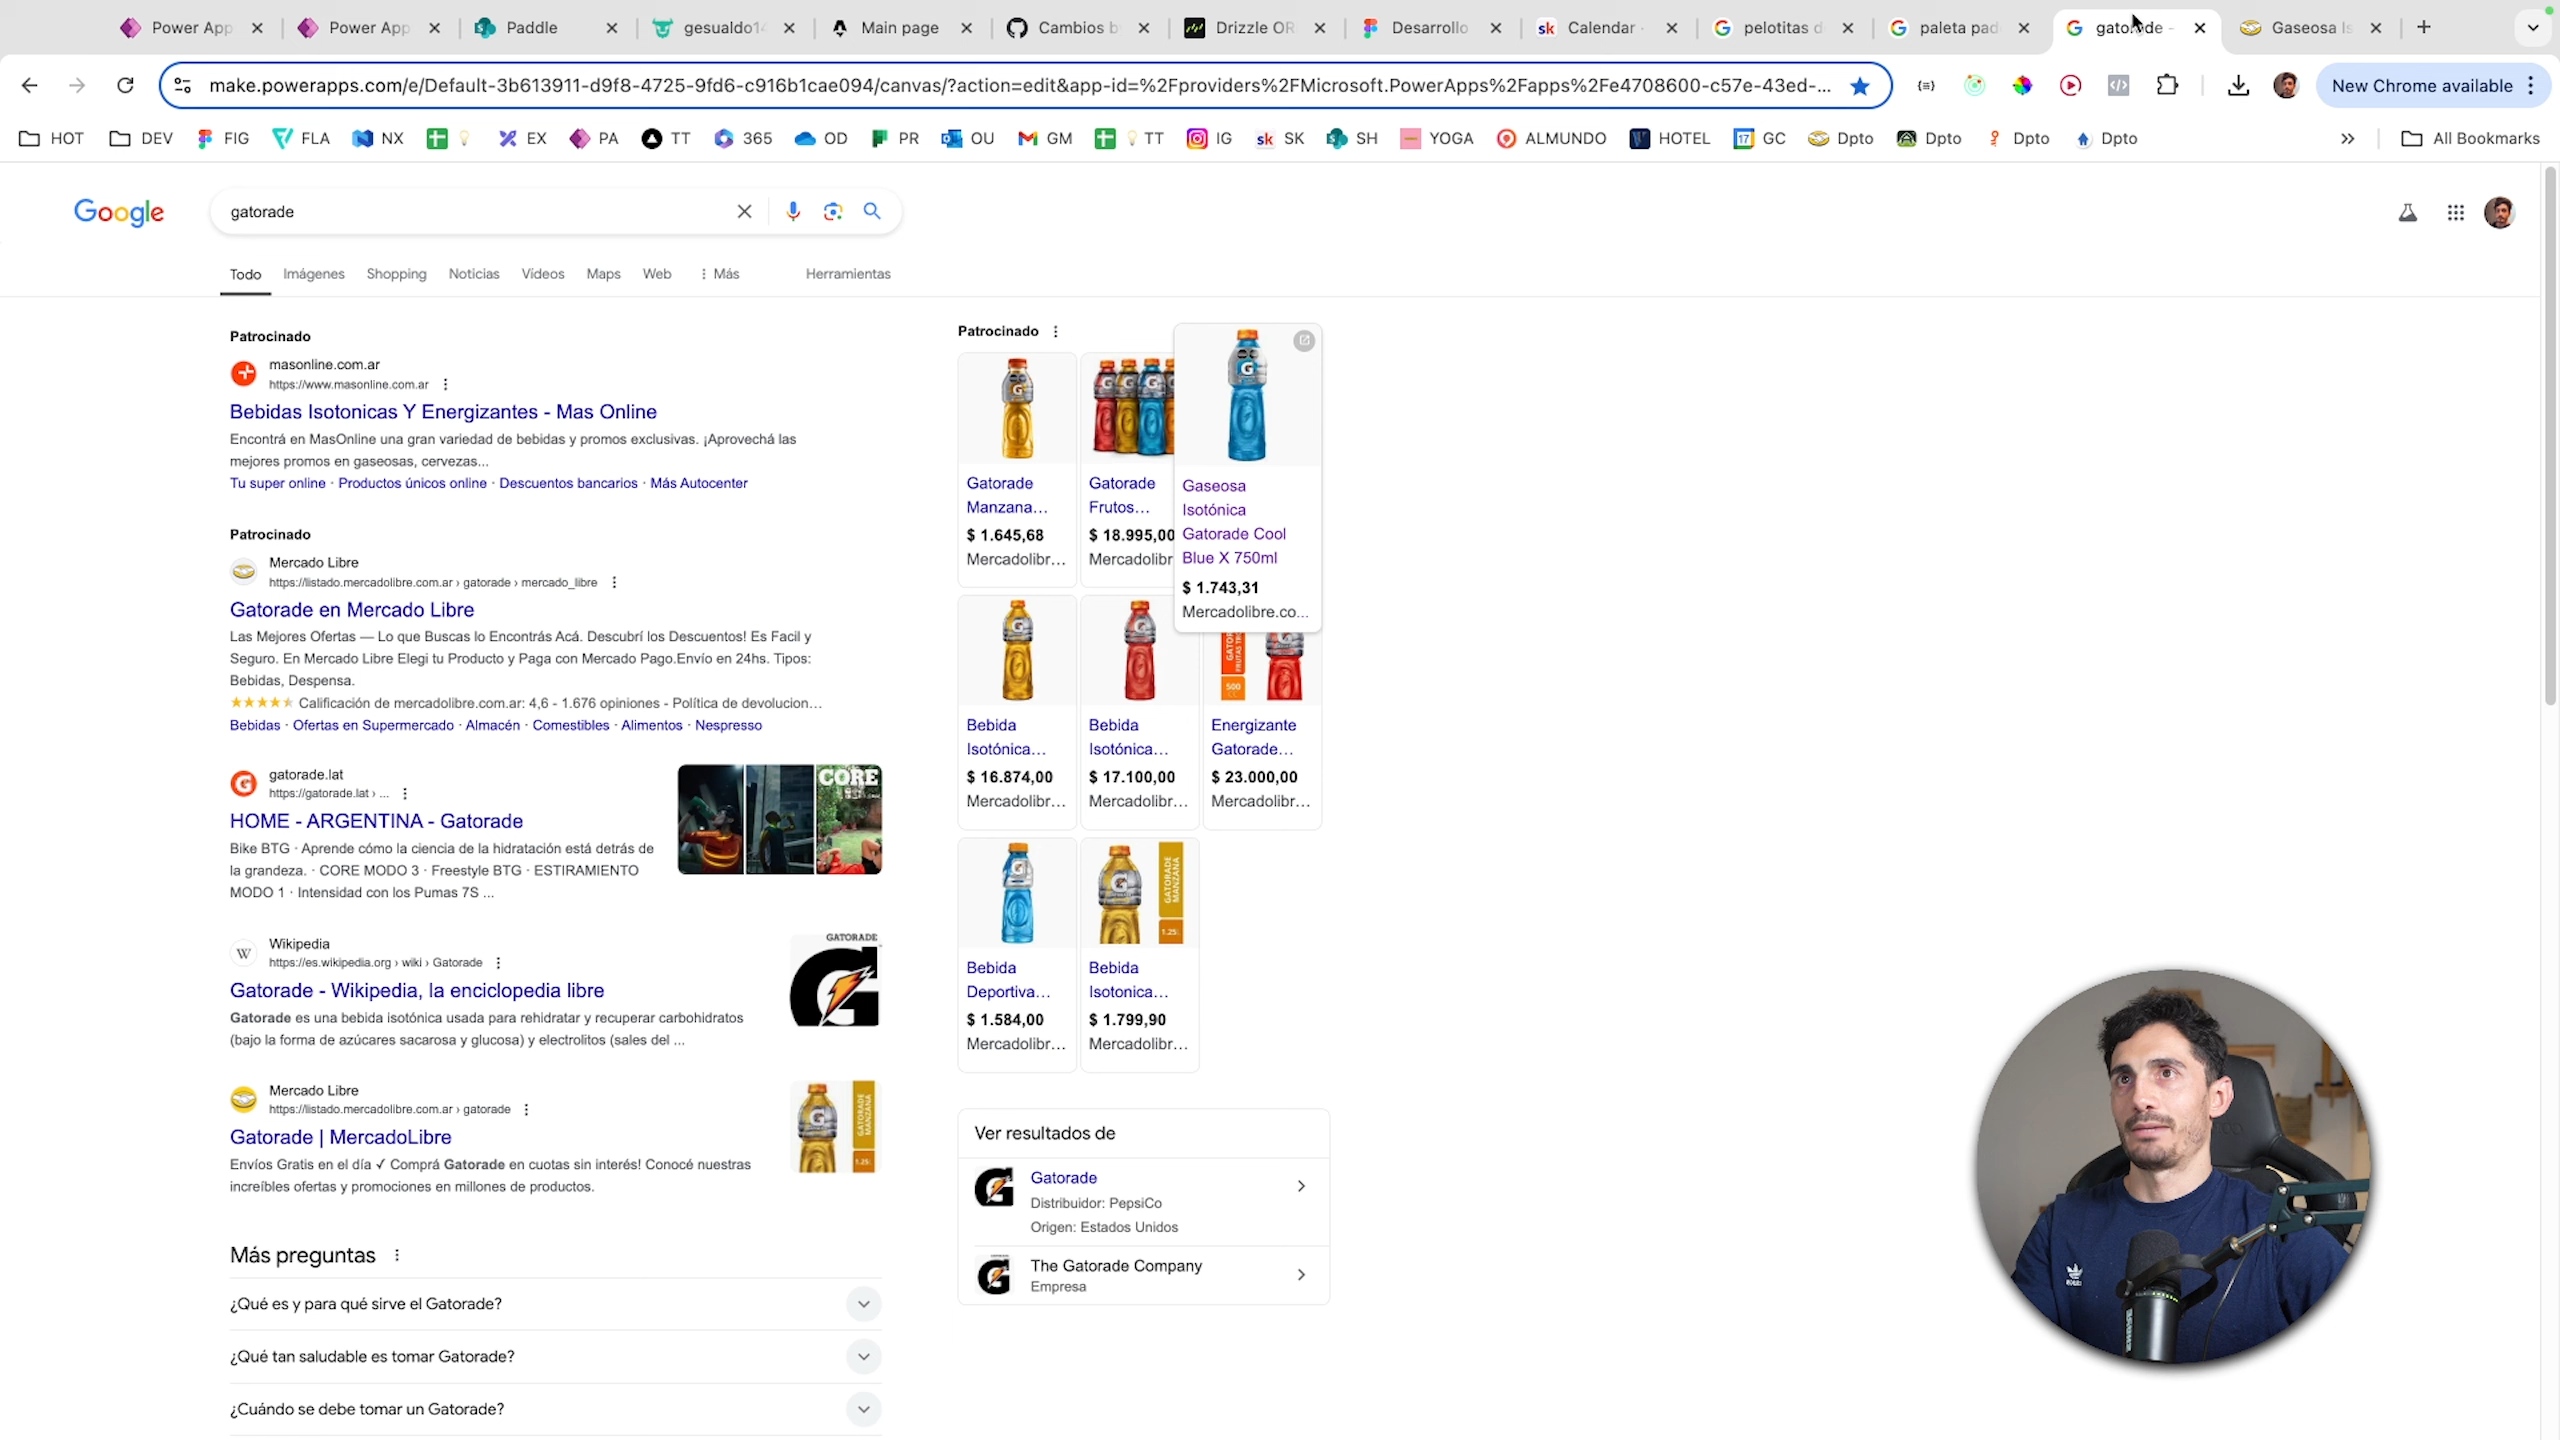 Power App
Power App
Paddle
gesualdo14
Main page
Cambios b
Drizzle OR
Desarrollo
Calendar -
pelotitas d
paleta pad
gatorade -
Gaseosa Is
make.powerapps.com/e/Default-3b613911-d9f8-4725-9fd6-c916b1cae094/canvas/?action=edit&app-id=%2Fproviders%2FMicrosoft.PowerApps%2Fapps%2Fe4708600-c57e-43ed-...
New Chrome available
HOT
DEV
FIG
FLA
NX
EX
PA
TT
365
OD
PR
OU
GM
TT
IG
SK
SH
YOGA
ALMUNDO
HOTEL
GC
Dpto
Dpto
Dpto
Dpto
All Bookmarks
Google
gatorade
Todo
Imágenes
Shopping
Noticias
Vídeos
Maps
Web
Más
Herramientas
Patrocinado
masonline.com.ar
https://www.masonline.com.ar
Bebidas Isotonicas Y Energizantes - Mas Online
Encontrá en MasOnline una gran variedad de bebidas y promos exclusivas. ¡Aprovechá las
mejores promos en gaseosas, cervezas...
Tu super online · Productos únicos online · Descuentos bancarios · Más Autocenter
Patrocinado
Mercado Libre
https://listado.mercadolibre.com.ar › gatorade › mercado_libre
Gatorade en Mercado Libre
Las Mejores Ofertas — Lo que Buscas lo Encontrás Acá. Descubrí los Descuentos! Es Facil y
Seguro. En Mercado Libre Elegi tu Producto y Paga con Mercado Pago.Envío en 24hs. Tipos:
Bebidas, Despensa.
Calificación de mercadolibre.com.ar: 4,6 - 1.676 opiniones - Política de devolucion…
Bebidas · Ofertas en Supermercado · Almacén · Comestibles · Alimentos · Nespresso
gatorade.lat
https://gatorade.lat › ...
HOME - ARGENTINA - Gatorade
Bike BTG · Aprende cómo la ciencia de la hidratación está detrás de
la grandeza. · CORE MODO 3 · Freestyle BTG · ESTIRAMIENTO
MODO 1 · Intensidad con los Pumas 7S ...
CORE
Wikipedia
https://es.wikipedia.org › wiki › Gatorade
Gatorade - Wikipedia, la enciclopedia libre
Gatorade es una bebida isotónica usada para rehidratar y recuperar carbohidratos
(bajo la forma de azúcares sacarosa y glucosa) y electrolitos (sales del ...
GATORADE
Mercado Libre
https://listado.mercadolibre.com.ar › gatorade
Gatorade | MercadoLibre
Envíos Gratis en el día ✓ Comprá Gatorade en cuotas sin interés! Conocé nuestras
increíbles ofertas y promociones en millones de productos.
GATORADE
MANZANA
1.25
Más preguntas
¿Qué es y para qué sirve el Gatorade?
¿Qué tan saludable es tomar Gatorade?
¿Cuándo se debe tomar un Gatorade?
Patrocinado
Gatorade
Manzana...
$ 1.645,68
Mercadolibr...
Gatorade
Frutos...
$ 18.995,00
Mercadolibr
Gaseosa
Isotónica
Gatorade Cool
Blue X 750ml
$ 1.743,31
Mercadolibre.co...
Bebida
Isotónica...
$ 16.874,00
Mercadolibr...
Bebida
Isotónica...
$ 17.100,00
Mercadolibr...
500
Energizante
Gatorade...
$ 23.000,00
Mercadolibr...
Bebida
Deportiva...
$ 1.584,00
Mercadolibr...
GATORADE
MANZANA
1.25
Bebida
Isotonica...
$ 1.799,90
Mercadolibr...
Ver resultados de
Gatorade
Distribuidor: PepsiCo
Origen: Estados Unidos
The Gatorade Company
Empresa